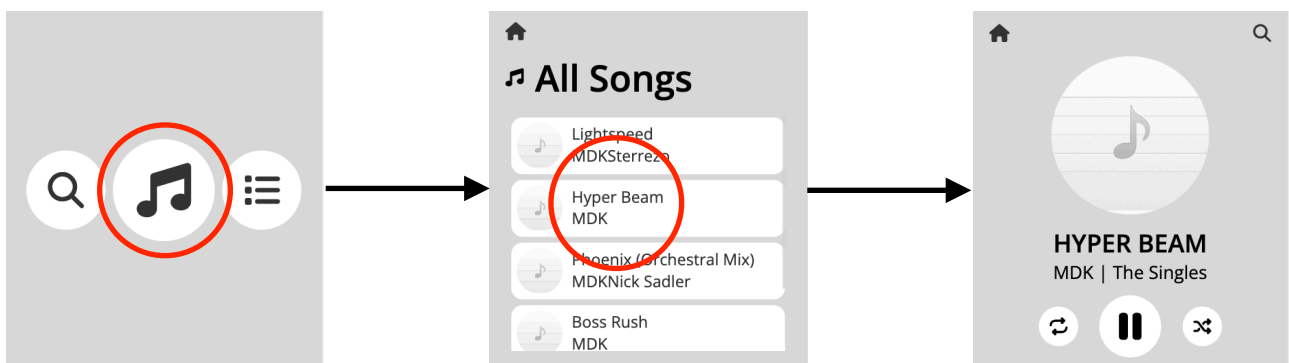 All Songs
Lightspeed
MDKSterrezo
Hyper Beam
MDK
Phoenix (Orchestral Mix)
MDKNick Sadler
Boss Rush
MDK
HYPER BEAM
MDK | The Singles